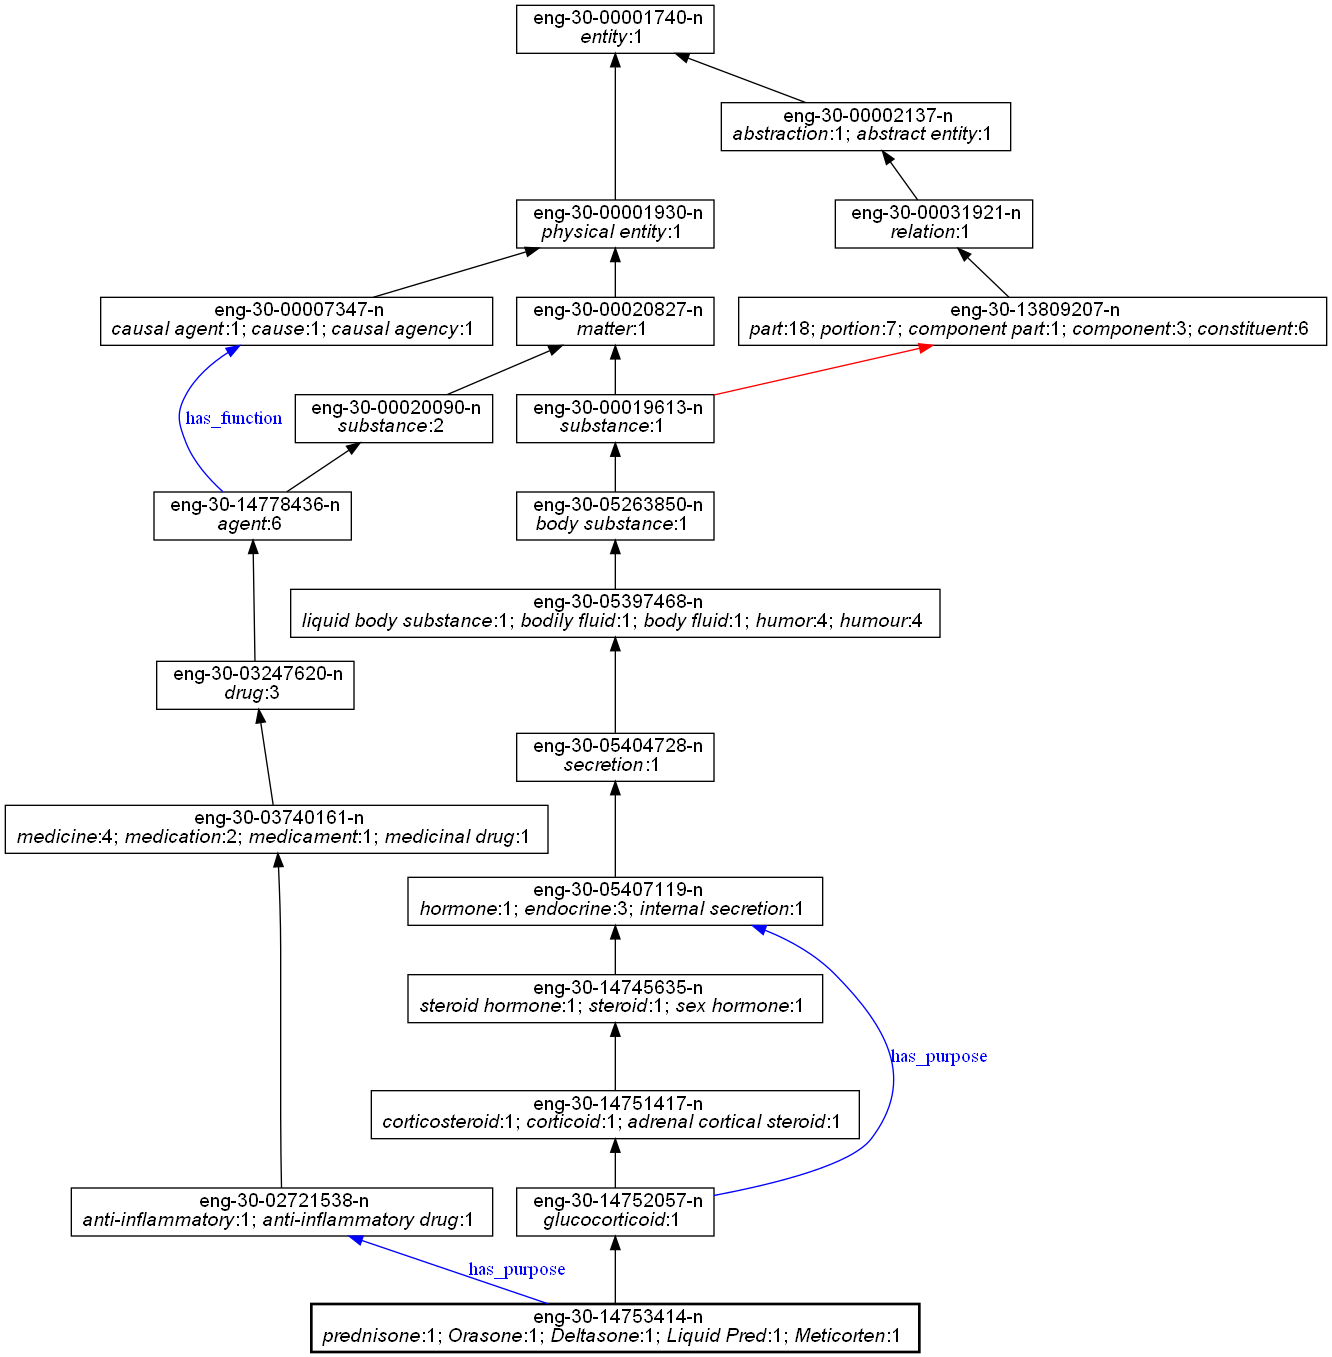 eng-30-00001740-n
entity:1
eng-30-00002137-n
abstraction:1; abstract entity:1
eng-30-00001930-n
physical entity:1
eng-30-00031921-n
relation:1
eng-30-00007347-n
causal agent:1; cause:1; causal agency:1
eng-30-00020827-n
matter:1
eng-30-13809207-n
part:18; portion:7; component part:1; component:3; constituent:6
has_function
eng-30-00020090-n
substance:2
eng-30-00019613-n
substance:1
eng-30-14778436-n
agent:6
eng-30-05263850-n
body substance:1
eng-30-05397468-n
liquid body substance:1; bodily fluid:1; body fluid:1; humor:4; humour:4
eng-30-03247620-n
drug:3
eng-30-05404728-n
secretion:1
eng-30-03740161-n
medicine:4; medication:2; medicament:1; medicinal drug:1
eng-30-05407119-n
hormone:1; endocrine:3; internal secretion:1
eng-30-14745635-n
steroid hormone:1; steroid:1; sex hormone:1
has_purpose
eng-30-14751417-n
corticosteroid:1; corticoid:1; adrenal cortical steroid:1
eng-30-02721538-n
anti-inflammatory:1; anti-inflammatory drug:1
eng-30-14752057-n
glucocorticoid:1
has_purpose
eng-30-14753414-n
prednisone:1; Orasone:1; Deltasone:1; Liquid Pred:1; Meticorten:1